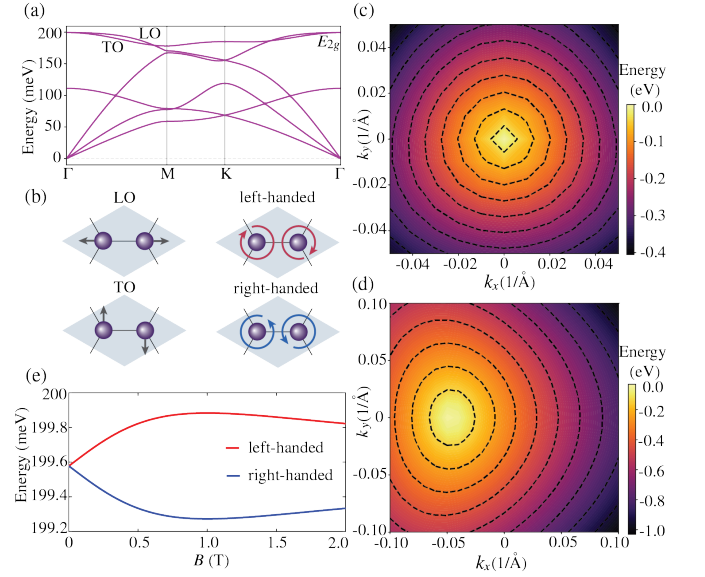 (a)
LO
TO
E2g
Energy (meV)
200
150
100
50
0
Γ
M
K
Γ
(b)
LO
left-handed
TO
right-handed
(c)
ky(1/Å)
0.04
0.02
0
-0.02
-0.04
-0.04
-0.02
0
0.02
0.04
kx(1/Å)
Energy
(eV)
0.0
-0.1
-0.2
-0.3
-0.4
(d)
ky(1/Å)
0.10
0.05
0
-0.05
-0.10
-0.10
-0.05
0
0.05
0.10
kx(1/Å)
Energy
(eV)
0.0
-0.2
-0.4
-0.6
-0.8
-1.0
(e)
Energy (meV)
200
199.8
199.6
199.4
199.2
left-handed
right-handed
0
0.5
1.0
1.5
2.0
B (T)